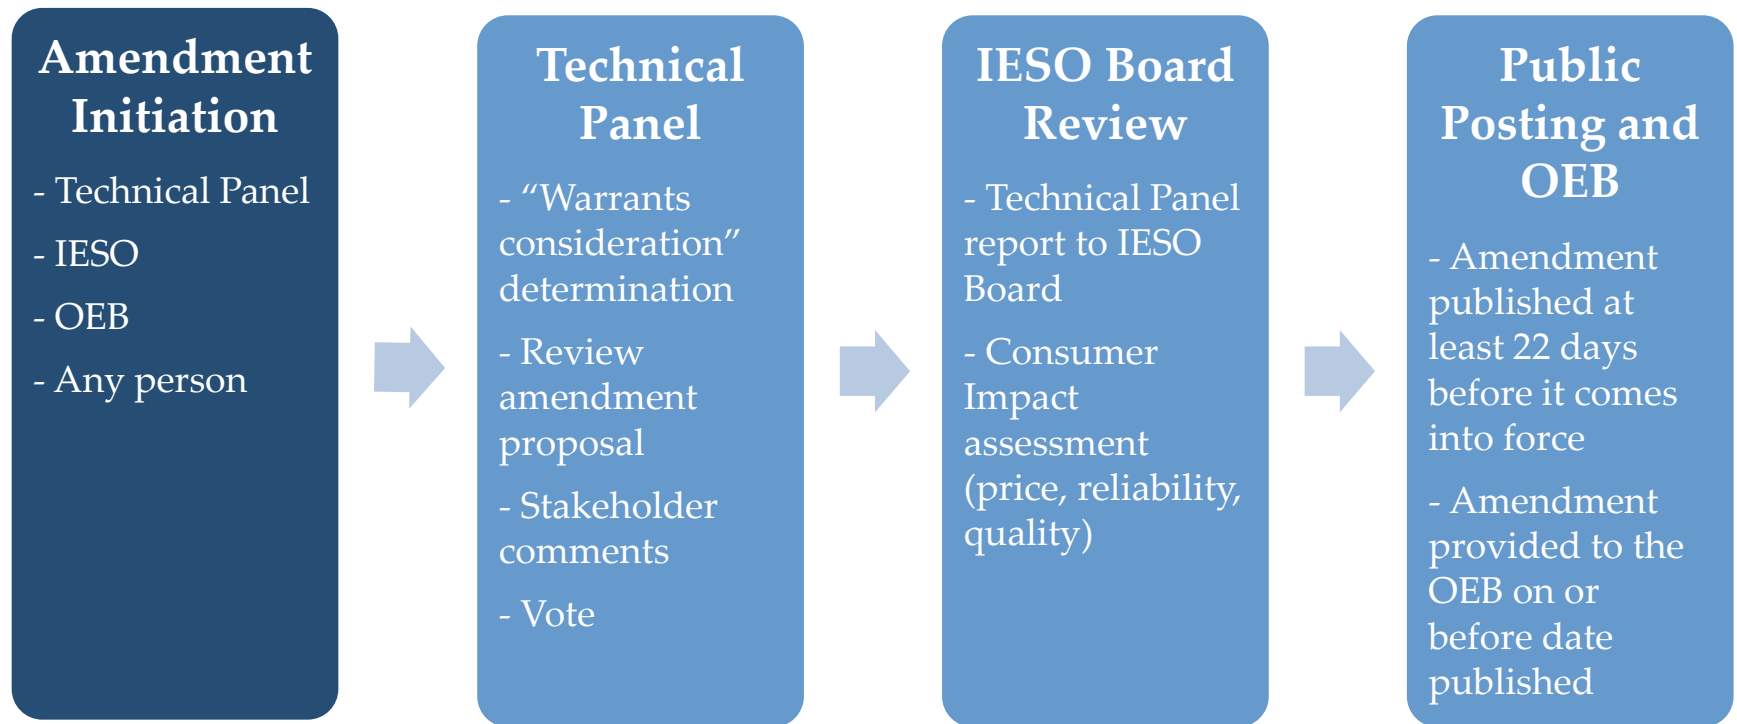 Amendment
Initiation
- Technical Panel
- IESO
- OEB
- Any person
Technical
Panel
- “Warrants
consideration”
determination
- Review
amendment
proposal
- Stakeholder
comments
- Vote
IESO Board
Review
- Technical Panel
report to IESO
Board
- Consumer
Impact
assessment
(price, reliability,
quality)
Public
Posting and
OEB
- Amendment
published at
least 22 days
before it comes
into force
- Amendment
provided to the
OEB on or
before date
published